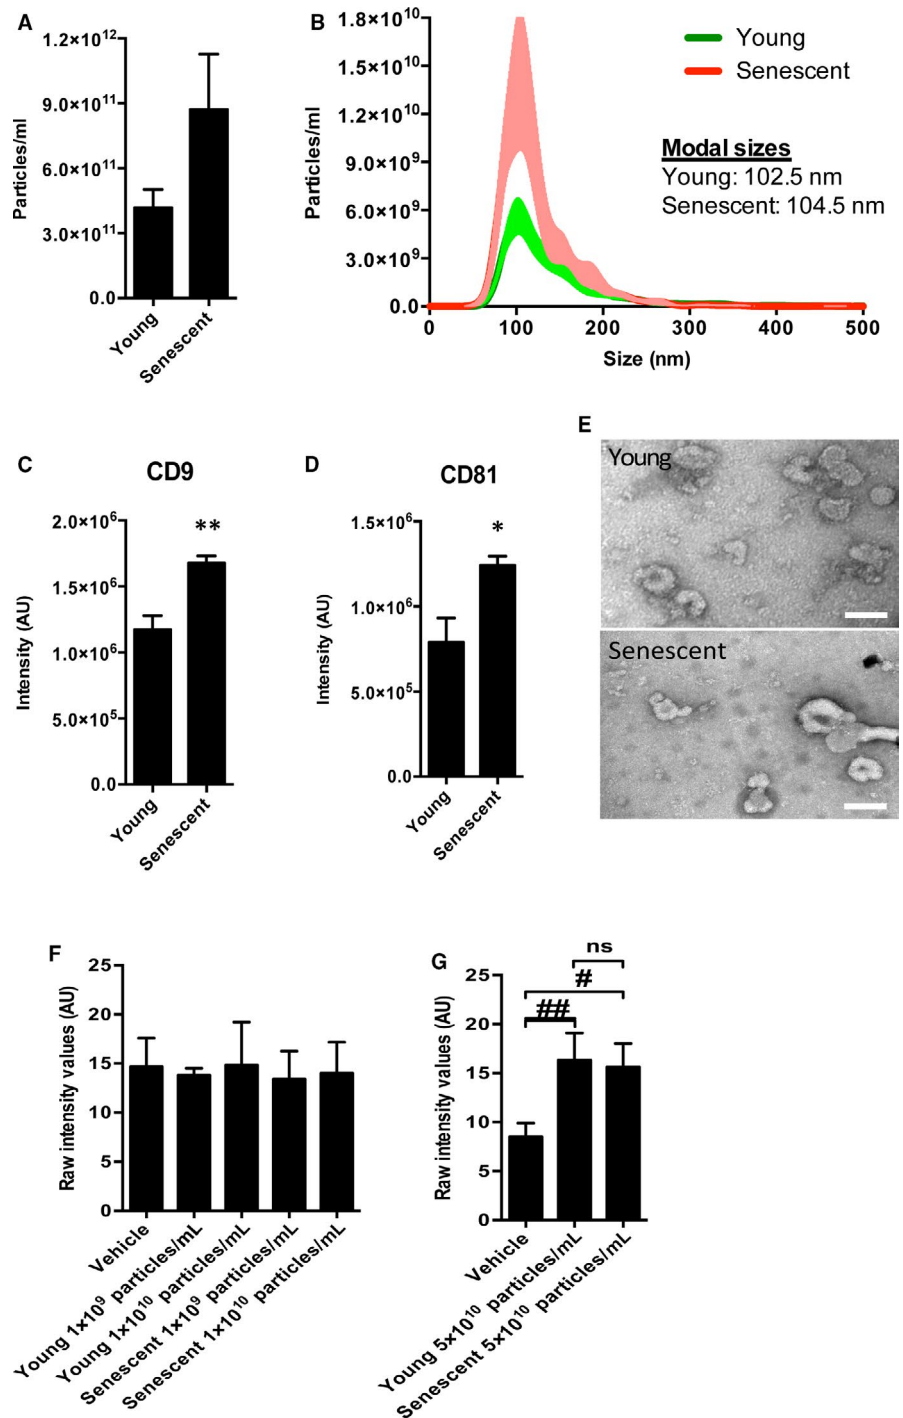 A
1.2×10¹²
9.0×10¹¹
6.0×10¹¹
3.0×10¹¹
0.0
Particles/ml
Young
Senescent
B
1.8×10¹⁰
1.5×10¹⁰
1.2×10¹⁰
9.0×10⁹
6.0×10⁹
3.0×10⁹
0.0
Particles/ml
0 100 200 300 400 500
Size (nm)
Young
Senescent
Modal sizes
Young: 102.5 nm
Senescent: 104.5 nm
C
CD9
2.0×10⁶
1.5×10⁶
1.0×10⁶
5.0×10⁵
0.0
Intensity (AU)
**
Young
Senescent
D
CD81
1.5×10⁶
1.0×10⁶
5.0×10⁵
0.0
Intensity (AU)
*
Young
Senescent
E
Young
Senescent
F
25
20
15
10
5
0
Raw intensity values (AU)
Vehicle
Young 1×10⁹ particles/mL
Young 1×10¹⁰ particles/mL
Senescent 1×10⁹ particles/mL
Senescent 1×10¹⁰ particles/mL
G
ns
#
##
25
20
15
10
5
0
Raw intensity values (AU)
Vehicle
Young 5×10¹⁰ particles/mL
Senescent 5×10¹⁰ particles/mL